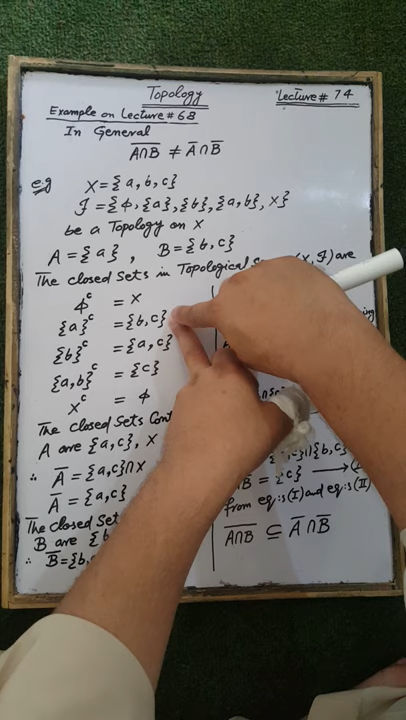 Topology
Lecture # 74
Example on Lecture # 68
In General
A̅∩̅B̅ ≠ A̅ ∩ B̅
e.g
X = {a, b, c}
𝒯 = {ϕ, {a}, {b}, {a, b}, X}
be a Topology on X
A = {a} , B = {b, c}
The closed Sets in Topological (X, 𝒯) are
ϕᶜ = X
{a}ᶜ = {b, c}
{b}ᶜ = {a, c}
{a, b}ᶜ = {c}
Xᶜ = ϕ
The closed Sets
A are {a, c}, X
∴ A̅ = {a, c} ∩ X
A̅ = {a, c}
The closed Set
B are {b
∴ B̅ = {b,
∩ {b, c}
= {c} →
from eq:s (I) and eq:s (II)
A̅∩̅B̅ ⊆ A̅ ∩ B̅